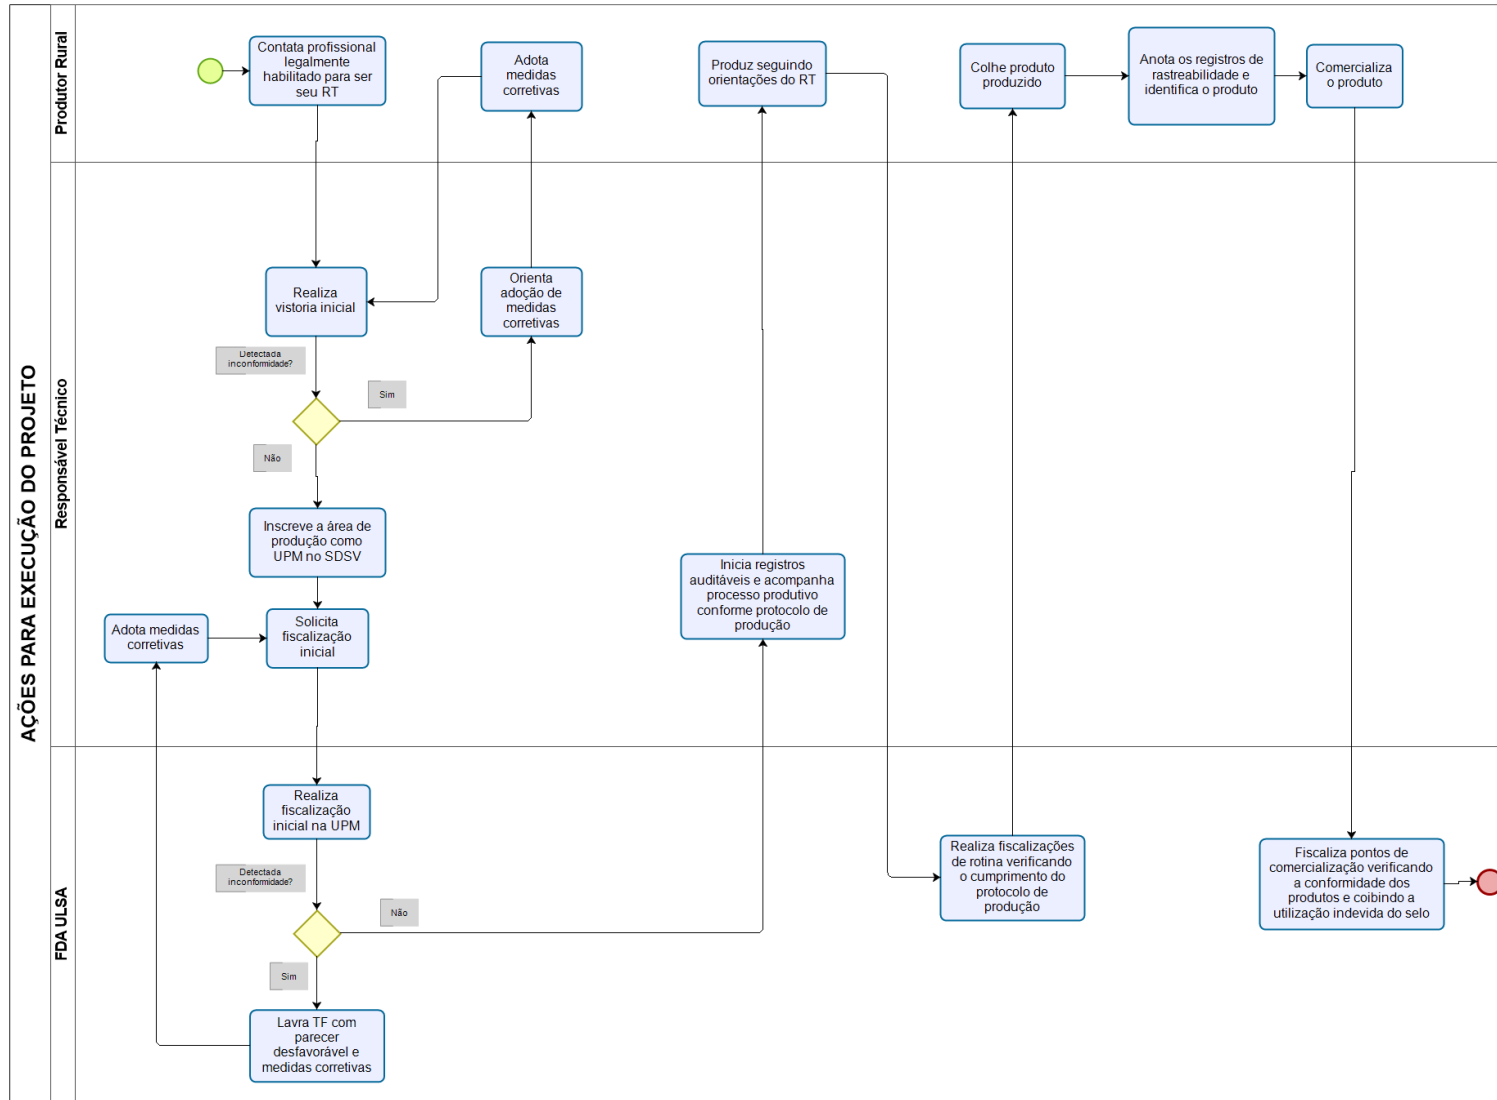 AÇÕES PARA EXECUÇÃO DO PROJETO
Produtor Rural
Contata profissional
legalmente
habilitado para ser
seu RT
Adota
medidas
corretivas
Produz seguindo
orientações do RT
Colhe produto
produzido
Anota os registros de
rastreabilidade e
identifica o produto
Comercializa
o produto
Responsável Técnico
Realiza
vistoria inicial
Orienta
adoção de
medidas
corretivas
Detectada
inconformidade?
Sim
Não
Inscreve a área de
produção como
UPM no SDSV
Adota medidas
corretivas
Solicita
fiscalização
inicial
Inicia registros
auditáveis e acompanha
processo produtivo
conforme protocolo de
produção
FDA ULSA
Realiza
fiscalização
inicial na UPM
Detectada
inconformidade?
Não
Sim
Lavra TF com
parecer
desfavorável e
medidas corretivas
Realiza fiscalizações
de rotina verificando
o cumprimento do
protocolo de
produção
Fiscaliza pontos de
comercialização verificando
a conformidade dos
produtos e coibindo a
utilização indevida do selo